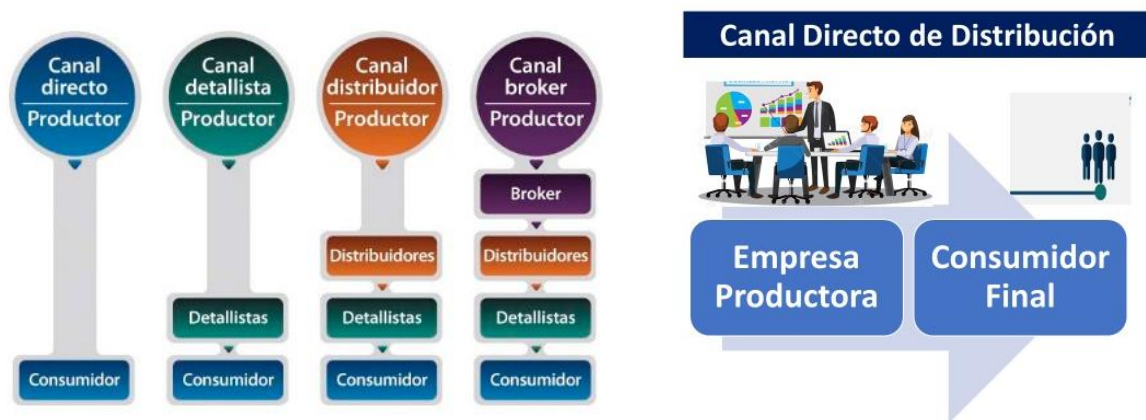 Canal
directo
Productor
Consumidor
Canal
detallista
Productor
Detallistas
Consumidor
Canal
distribuidor
Productor
Distribuidores
Detallistas
Consumidor
Canal
broker
Productor
Broker
Distribuidores
Detallistas
Consumidor
Canal Directo de Distribución
Empresa
Productora
Consumidor
Final